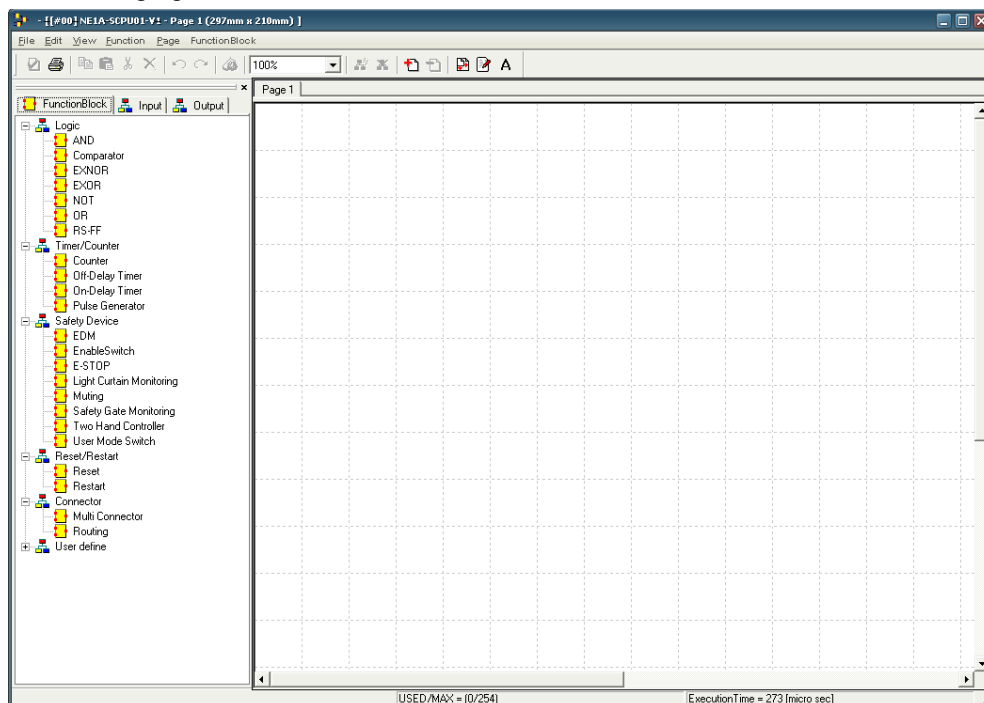 - [[#00] NE1A-SCPU01-V1 - Page 1 (297mm x 210mm) ]
File Edit View Function Page FunctionBlock
100% A
Page 1
FunctionBlock Input Output
Logic
AND
Comparator
EXNOR
EXOR
NOT
OR
RS-FF
Timer/Counter
Counter
Off-Delay Timer
On-Delay Timer
Pulse Generator
Safety Device
EDM
EnableSwitch
E-STOP
Light Curtain Monitoring
Muting
Safety Gate Monitoring
Two Hand Controller
User Mode Switch
Reset/Restart
Reset
Restart
Connector
Multi Connector
Routing
User define
USED/MAX = (0/254) ExecutionTime = 273 [micro sec]